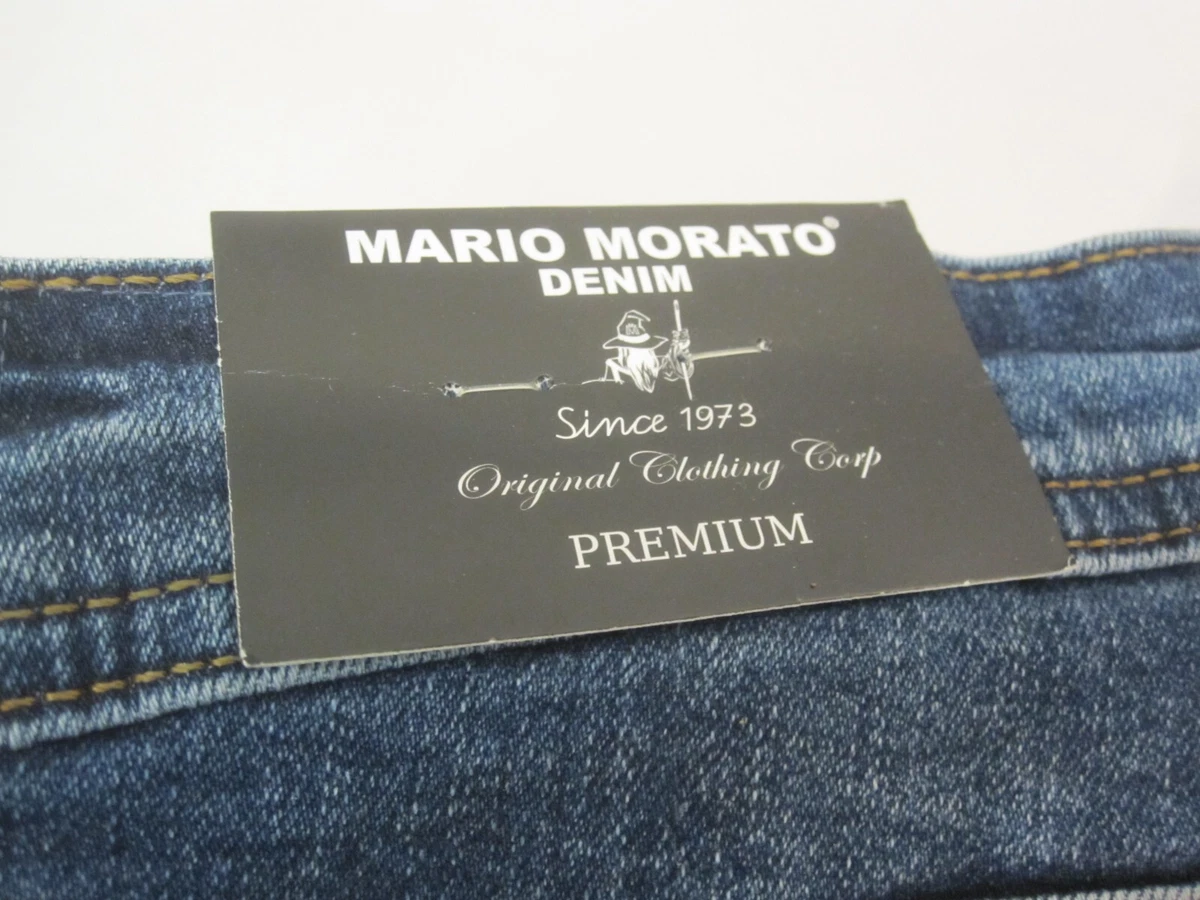 MARIO MORATO®
DENIM
Since 1973
Original Clothing Corp
PREMIUM